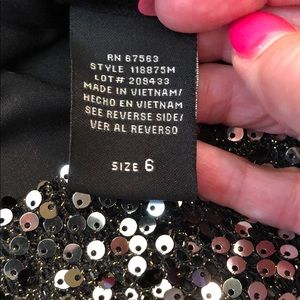 RN 67563
STYLE 118875M
LOT# 209433
MADE IN VIETNAM/
HECHO EN VIETNAM
SEE REVERSE SIDE/
VER AL REVERSO
SIZE 6